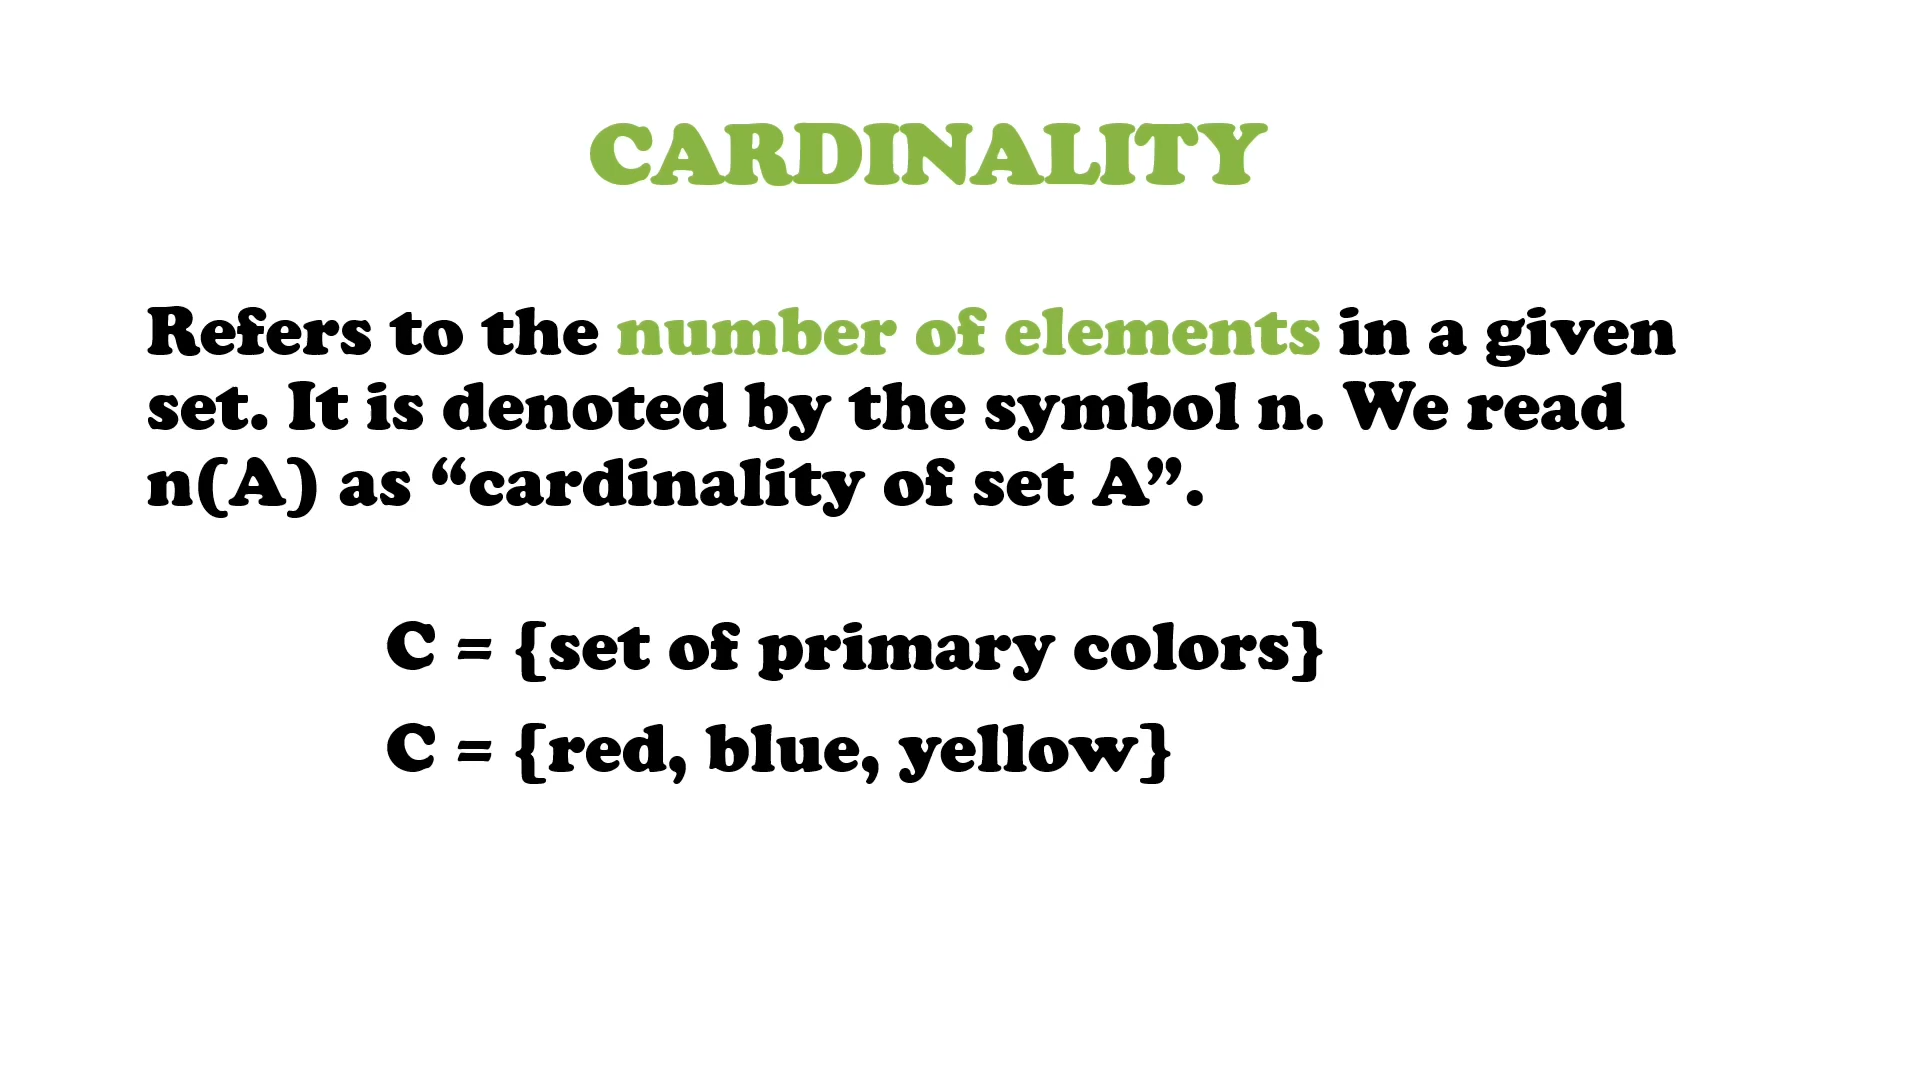 CARDINALITY
Refers to the number of elements in a given
set. It is denoted by the symbol n. We read
n(A) as “cardinality of set A”.
C = {set of primary colors}
C = {red, blue, yellow}